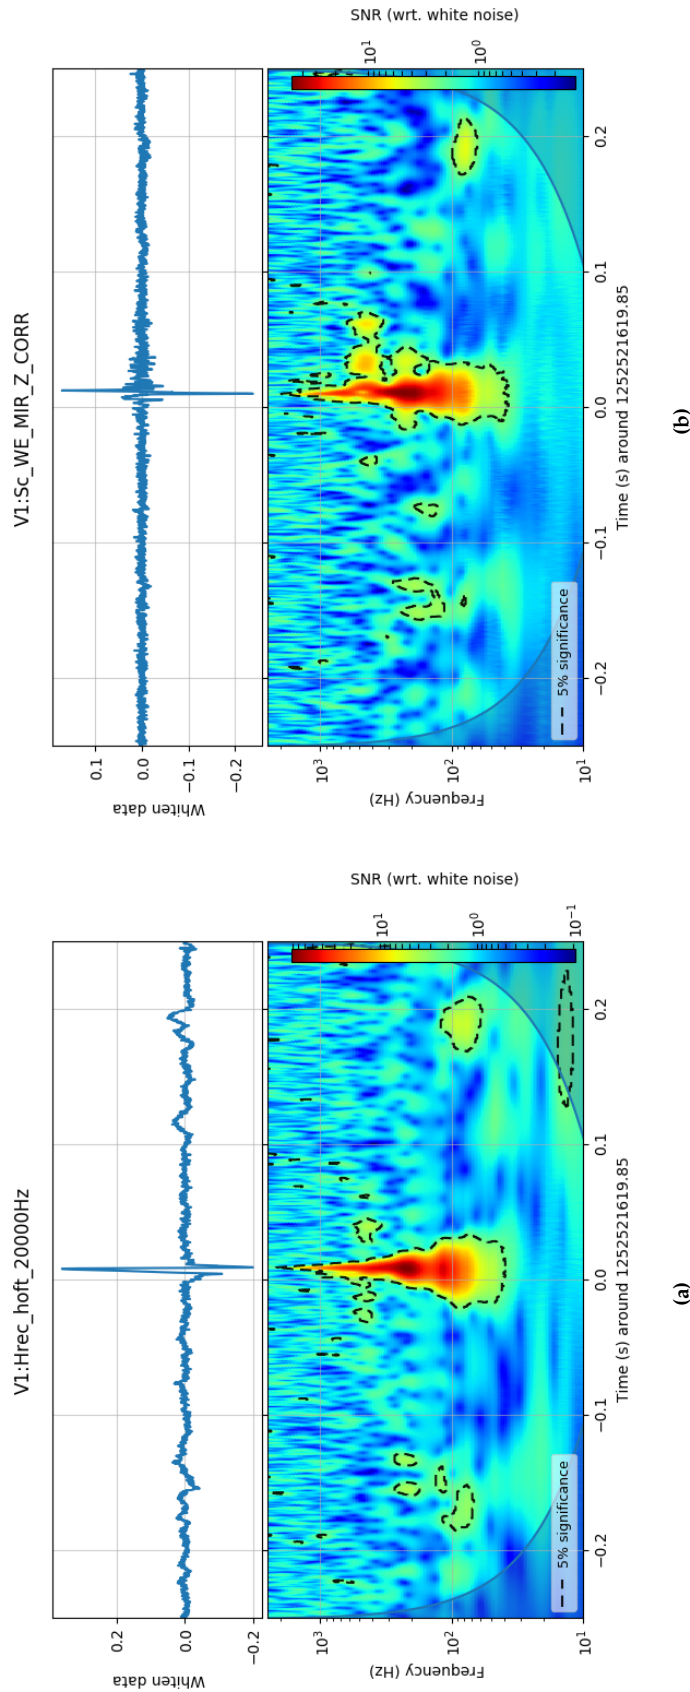 V1:Hrec_hoft_20000Hz
Whiten data
0.2
0.0
−0.2
SNR (wrt. white noise)
10¹
10⁰
10⁻¹
Frequency (Hz)
10³
10²
10¹
5% significance
−0.2
−0.1
0.0
0.1
0.2
Time (s) around 1252521619.85
(a)
V1:Sc_WE_MIR_Z_CORR
Whiten data
0.1
0.0
−0.1
−0.2
SNR (wrt. white noise)
10¹
10⁰
Frequency (Hz)
10³
10²
10¹
5% significance
−0.2
−0.1
0.0
0.1
0.2
Time (s) around 1252521619.85
(b)